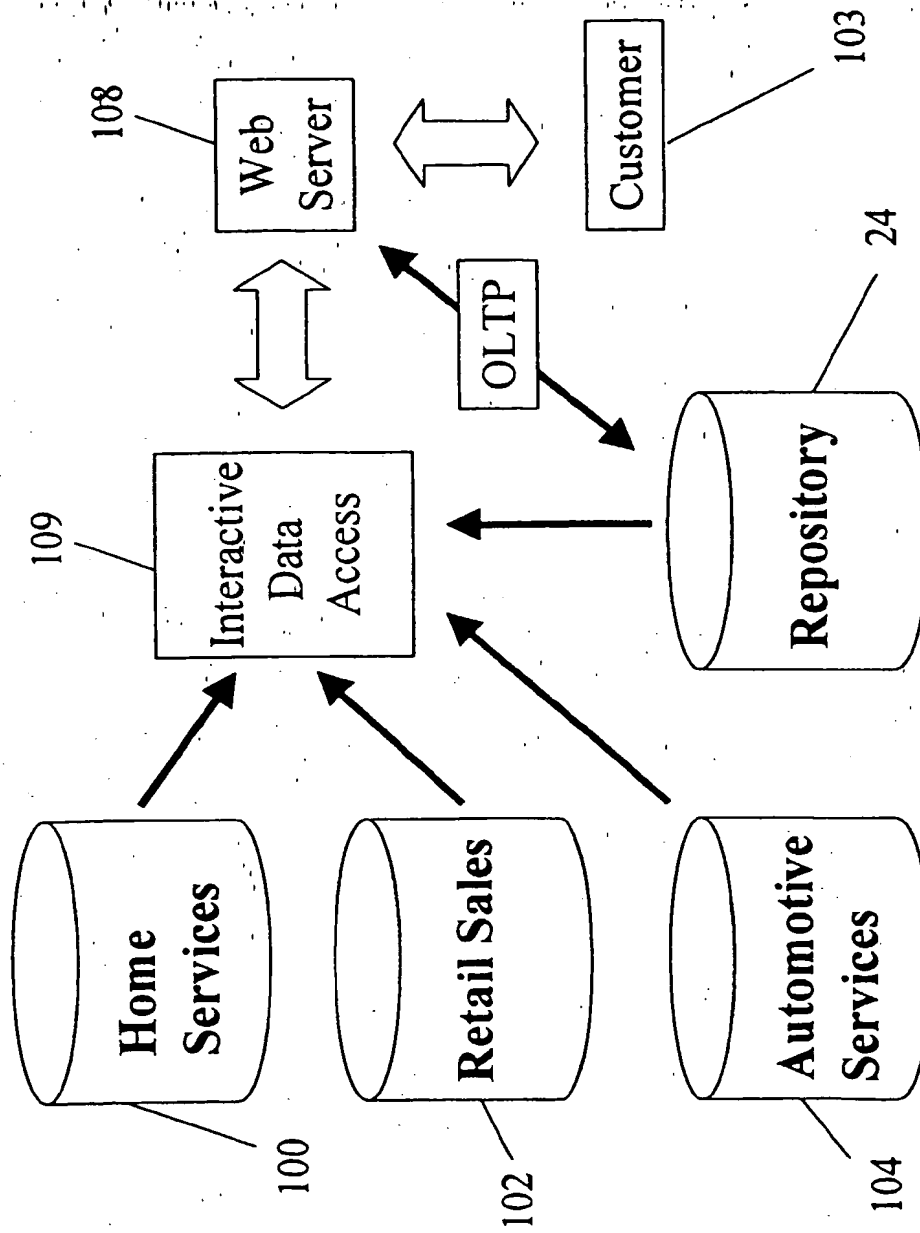 100
Home
Services
102
Retail Sales
104
Automotive
Services
109
Interactive
Data
Access
Repository
24
OLTP
108
Web
Server
Customer
103